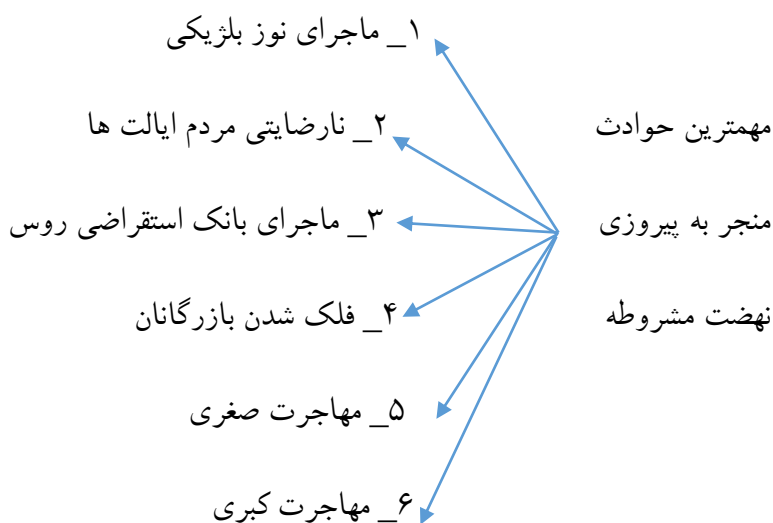 مهمترین حوادث
منجر به پیروزی
نهضت مشروطه
۱_ ماجرای نوز بلژیکی
۲_ نارضایتی مردم ایالت ها
۳_ ماجرای بانک استقراضی روس
۴_ فلک شدن بازرگانان
۵_ مهاجرت صغری
۶_ مهاجرت کبری